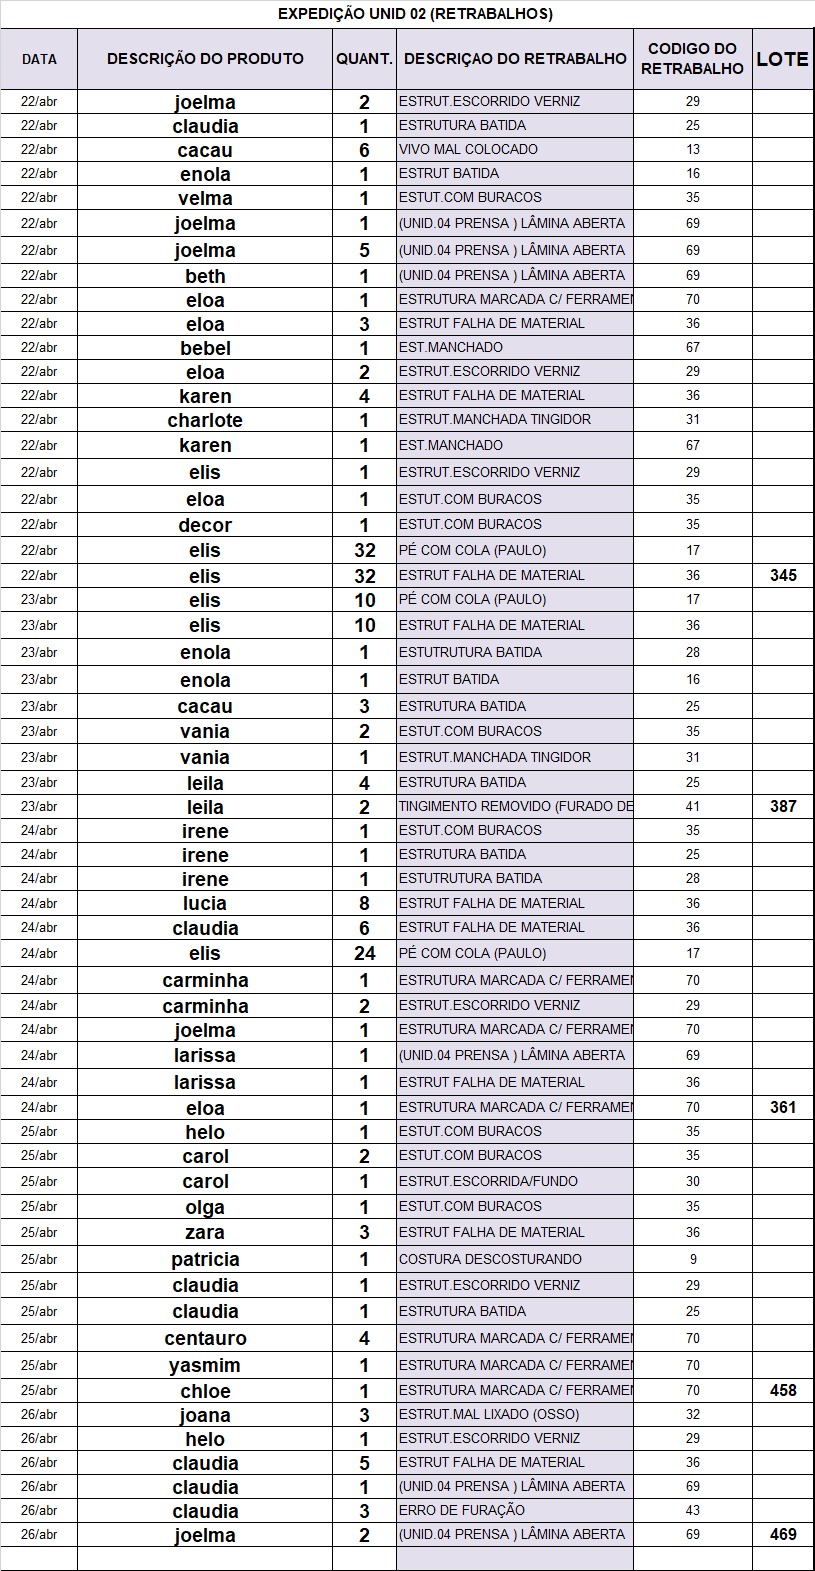 EXPEDIÇÃO UNID 02 (RETRABALHOS)
DATA DESCRIÇÃO DO PRODUTO QUANT. DESCRIÇAO DO RETRABALHO CODIGO DO RETRABALHO LOTE
22/abr joelma 2 ESTRUT.ESCORRIDO VERNIZ 29
22/abr claudia 1 ESTRUTURA BATIDA 25
22/abr cacau 6 VIVO MAL COLOCADO 13
22/abr enola 1 ESTRUT BATIDA 16
22/abr velma 1 ESTUT.COM BURACOS 35
22/abr joelma 1 (UNID.04 PRENSA ) LÂMINA ABERTA 69
22/abr joelma 5 (UNID.04 PRENSA ) LÂMINA ABERTA 69
22/abr beth 1 (UNID.04 PRENSA ) LÂMINA ABERTA 69
22/abr eloa 1 ESTRUTURA MARCADA C/ FERRAMEN 70
22/abr eloa 3 ESTRUT FALHA DE MATERIAL 36
22/abr bebel 1 EST.MANCHADO 67
22/abr eloa 2 ESTRUT.ESCORRIDO VERNIZ 29
22/abr karen 4 ESTRUT FALHA DE MATERIAL 36
22/abr charlote 1 ESTRUT.MANCHADA TINGIDOR 31
22/abr karen 1 EST.MANCHADO 67
22/abr elis 1 ESTRUT.ESCORRIDO VERNIZ 29
22/abr eloa 1 ESTUT.COM BURACOS 35
22/abr decor 1 ESTUT.COM BURACOS 35
22/abr elis 32 PÉ COM COLA (PAULO) 17
22/abr elis 32 ESTRUT FALHA DE MATERIAL 36 345
23/abr elis 10 PÉ COM COLA (PAULO) 17
23/abr elis 10 ESTRUT FALHA DE MATERIAL 36
23/abr enola 1 ESTUTRUTURA BATIDA 28
23/abr enola 1 ESTRUT BATIDA 16
23/abr cacau 3 ESTRUTURA BATIDA 25
23/abr vania 2 ESTUT.COM BURACOS 35
23/abr vania 1 ESTRUT.MANCHADA TINGIDOR 31
23/abr leila 4 ESTRUTURA BATIDA 25
23/abr leila 2 TINGIMENTO REMOVIDO (FURADO DE 41 387
24/abr irene 1 ESTUT.COM BURACOS 35
24/abr irene 1 ESTRUTURA BATIDA 25
24/abr irene 1 ESTUTRUTURA BATIDA 28
24/abr lucia 8 ESTRUT FALHA DE MATERIAL 36
24/abr claudia 6 ESTRUT FALHA DE MATERIAL 36
24/abr elis 24 PÉ COM COLA (PAULO) 17
24/abr carminha 1 ESTRUTURA MARCADA C/ FERRAMEN 70
24/abr carminha 2 ESTRUT.ESCORRIDO VERNIZ 29
24/abr joelma 1 ESTRUTURA MARCADA C/ FERRAMEN 70
24/abr larissa 1 (UNID.04 PRENSA ) LÂMINA ABERTA 69
24/abr larissa 1 ESTRUT FALHA DE MATERIAL 36
24/abr eloa 1 ESTRUTURA MARCADA C/ FERRAMEN 70 361
25/abr helo 1 ESTUT.COM BURACOS 35
25/abr carol 2 ESTUT.COM BURACOS 35
25/abr carol 1 ESTRUT.ESCORRIDA/FUNDO 30
25/abr olga 1 ESTUT.COM BURACOS 35
25/abr zara 3 ESTRUT FALHA DE MATERIAL 36
25/abr patricia 1 COSTURA DESCOSTURANDO 9
25/abr claudia 1 ESTRUT.ESCORRIDO VERNIZ 29
25/abr claudia 1 ESTRUTURA BATIDA 25
25/abr centauro 4 ESTRUTURA MARCADA C/ FERRAMEN 70
25/abr yasmim 1 ESTRUTURA MARCADA C/ FERRAMEN 70
25/abr chloe 1 ESTRUTURA MARCADA C/ FERRAMEN 70 458
26/abr joana 3 ESTRUT.MAL LIXADO (OSSO) 32
26/abr helo 1 ESTRUT.ESCORRIDO VERNIZ 29
26/abr claudia 5 ESTRUT FALHA DE MATERIAL 36
26/abr claudia 1 (UNID.04 PRENSA ) LÂMINA ABERTA 69
26/abr claudia 3 ERRO DE FURAÇÃO 43
26/abr joelma 2 (UNID.04 PRENSA ) LÂMINA ABERTA 69 469